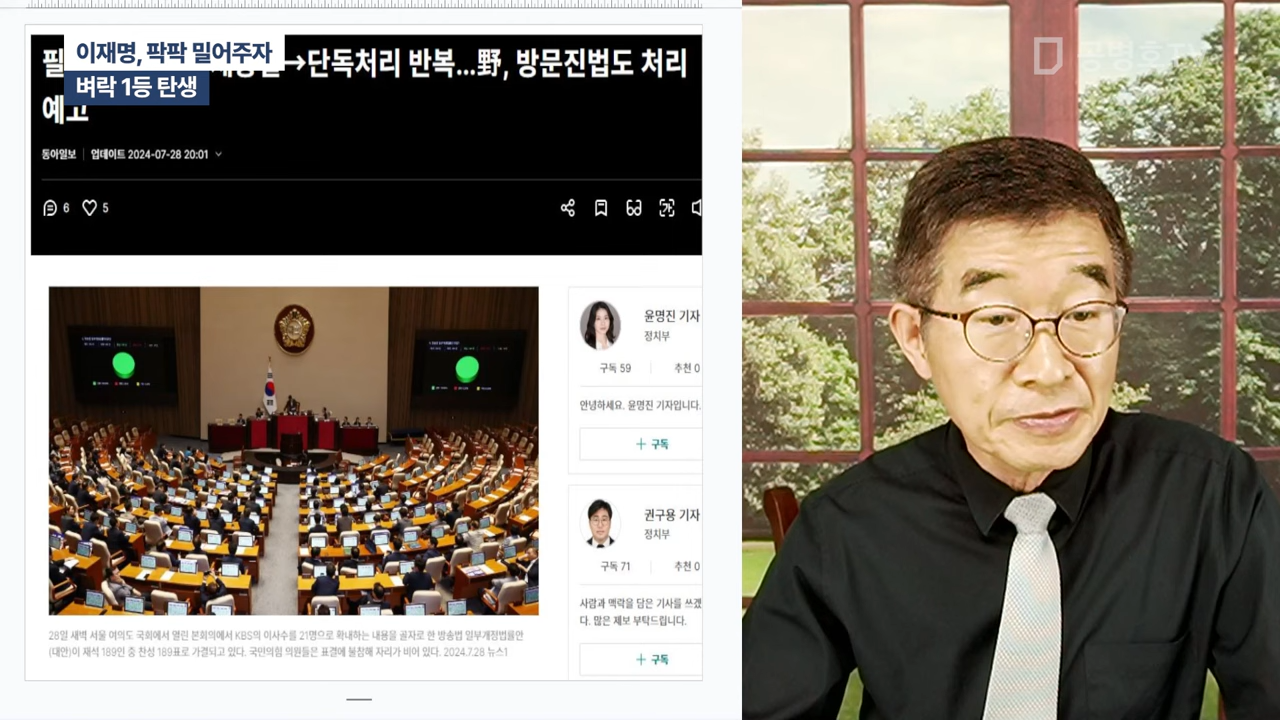 이재명, 팍팍 밀어주자
벼락 1등 탄생
→단독처리 반복...野, 방문진법도 처리
예고
동아일보 업데이트 2024-07-28 20:01
6 5
윤명진 기자
정치부
구독 59 추천 0
안녕하세요. 윤명진 기자입니다.
+ 구독
권구용 기자
정치부
구독 71 추천 0
사람과 맥락을 담은 기사를 쓰겠
다. 많은 제보 부탁드립니다.
+ 구독
28일 새벽 서울 여의도 국회에서 열린 본회의에서 KBS의 이사수를 21명으로 확대하는 내용을 골자로 한 방송법 일부개정법률안
(대안)이 재석 189인 중 찬성 189표로 가결되고 있다. 국민의힘 의원들은 표결에 불참해 자리가 비어 있다. 2024.7.28 뉴스1